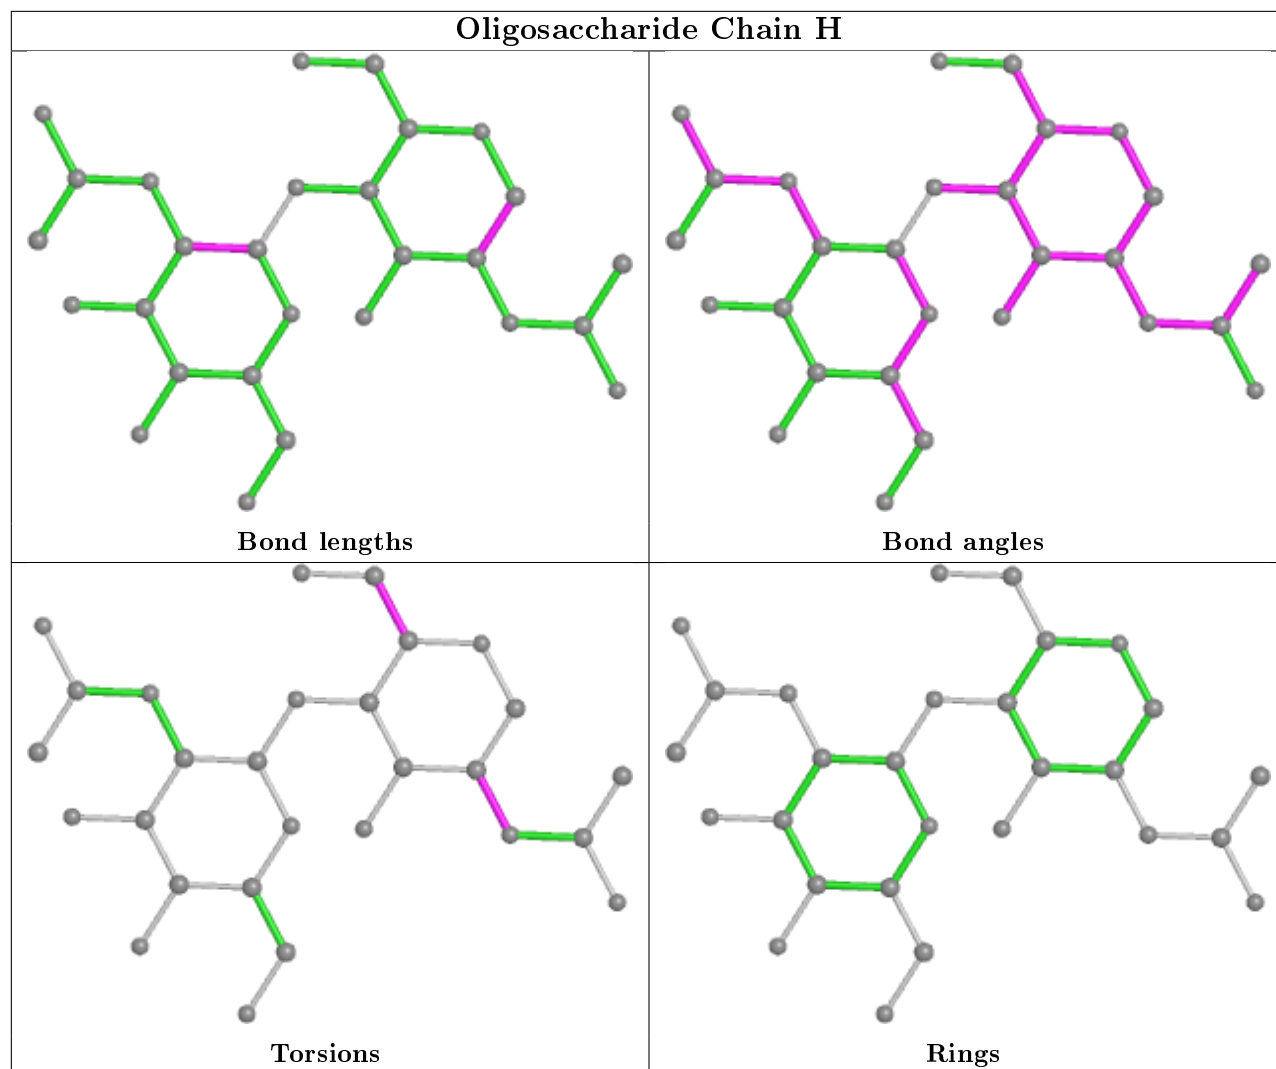 Oligosaccharide Chain H
Bond lengths
Bond angles
Torsions
Rings